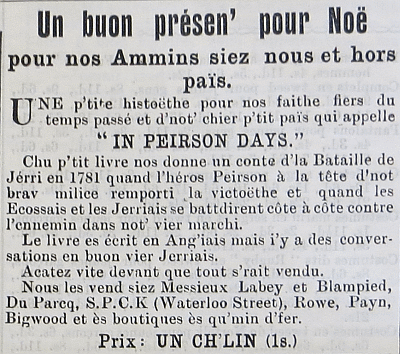 Un buon présen' pour Noë
pour nos Ammins siez nous et hors
païs.
UNE p'tite histoëthe pour nos faithe fiers du
temps passé et d'not' chier p'tit païs qui appelle
“ IN PEIRSON DAYS.”
Chu p'tit livre nos donne un conte d'la Bataille de
Jérri en 1781 quand l'héros Peirson à la tête d'not
brav milice remporti la victoëthe et quand les
Ecossais et les Jerriais se battdirent côte à côte contre
l'ennemin dans not' vier marchi.
Le livre es écrit en Ang'iais mais i'y a des conver-
sations en buon vier Jerriais.
Acatez vite devant que tout s'rait vendu.
Nous les vend siez Messieux Labey et Blampied,
Du Parcq, S.P.C.K (Waterloo Street), Rowe, Payn,
Bigwood et ès boutiques ès qu'min d'fer.
Prix: UN CH'LIN (1s.)